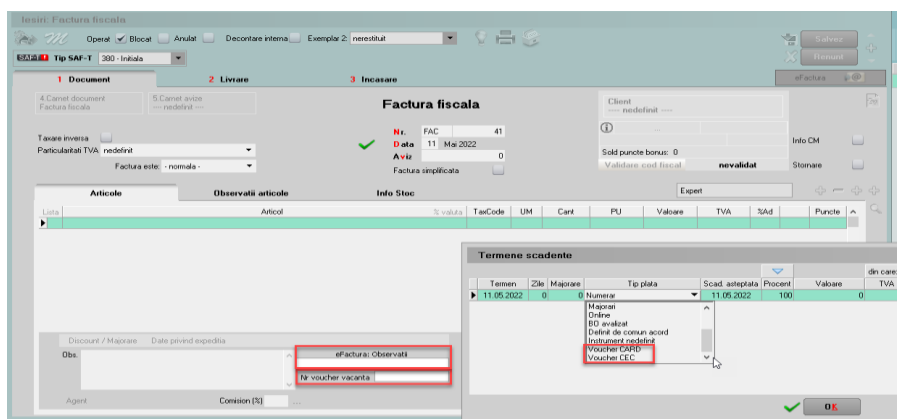 Iesiri: Factura fiscala
Operat Blocat Anulat Decontare interna Exemplar 2: nerestituit Salvez
SAFT Tip SAF-T 380 - Initiala Renunt
1 Document 2 Livrare 3 Incasare eFactura
4.Carnet document 5.Carnet avize Client
Factura fiscala --- nedefinit --- Factura fiscala ---- nedefinit ----
Nr. FAC 41
Taxare inversa Data 11 Mai 2022 Info CM
Particularitati TVA nedefinit Aviz 0 Sold puncte bonus: 0
Factura este: - normala - Factura simplificata Validare cod fiscal nevalidat Stornare
Articole Observatii articole Info Stoc Expert
Lista Articol % valuta TaxCode UM Cant PU Valoare TVA %Ad Puncte
Termene scadente
din care:
Termen Zile Majorare Tip plata Scad. asteptata Procent Valoare TVA
11.05.2022 0 0 Numerar 11.05.2022 100 0
Majorari
Online
BO avalizat
Definit de comun acord
Instrument nedefinit
Voucher CARD
Voucher CEC
Discount / Majorare Date privind expeditia
Obs eFactura: Observatii
Nr voucher vacanta
Agent Comision (%) ...
OK